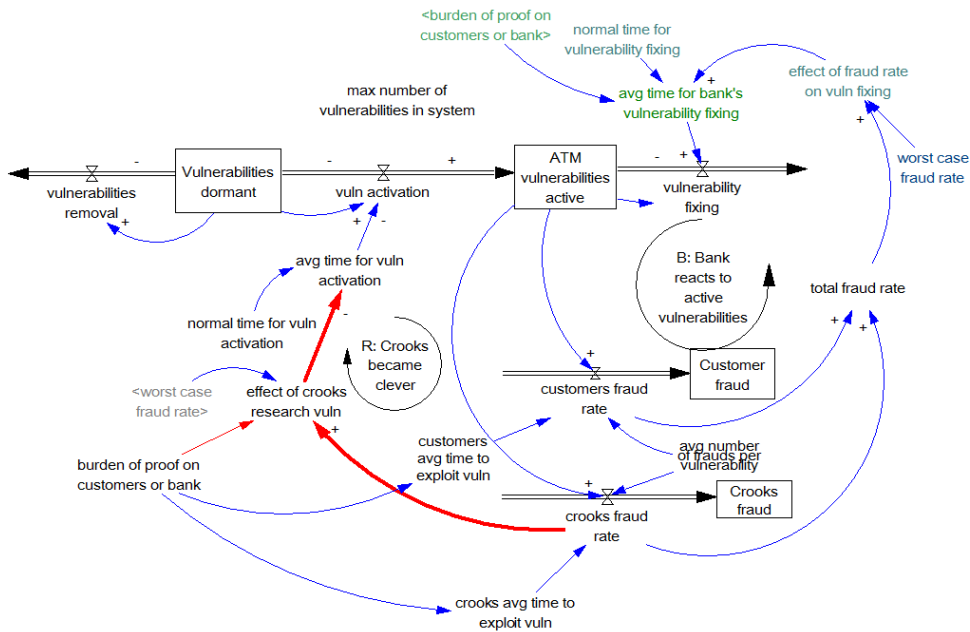 <burden of proof on
customers or bank>
normal time for
vulnerability fixing
effect of fraud rate
on vuln fixing
+
avg time for bank's
vulnerability fixing
max number of
vulnerabilities in system
+
worst case
fraud rate
-
Vulnerabilities
dormant
-
+
ATM
vulnerabilities
active
-
+
vulnerabilities
removal
+
vuln activation
+
-
vulnerability
fixing
avg time for vuln
activation
B: Bank
reacts to
active
vulnerabilities
total fraud rate
normal time for vuln
activation
-
R: Crooks
became
clever
+
+
+
Customer
fraud
<worst case
fraud rate>
effect of crooks
research vuln
+
customers fraud
rate
customers
avg time to
exploit vuln
avg number
of frauds per
vulnerability
burden of proof on
customers or bank
+
Crooks
fraud
crooks fraud
rate
crooks avg time to
exploit vuln